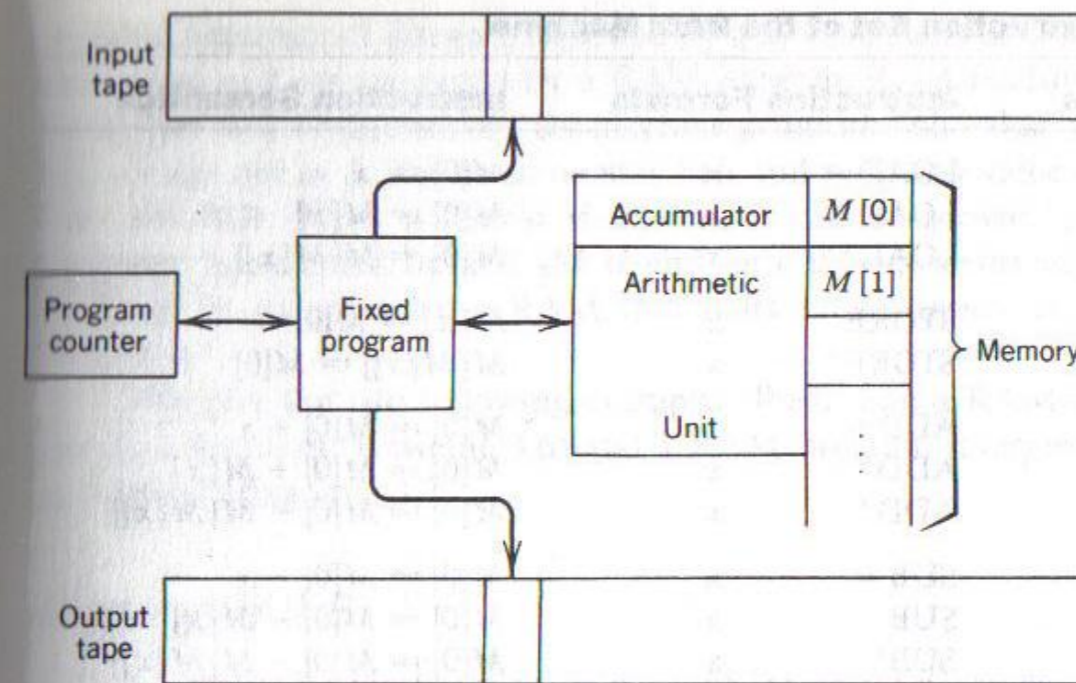 Input
tape
Accumulator
M [0]
Arithmetic
M [1]
Program
counter
Fixed
program
Memory
Unit
⋮
Output
tape